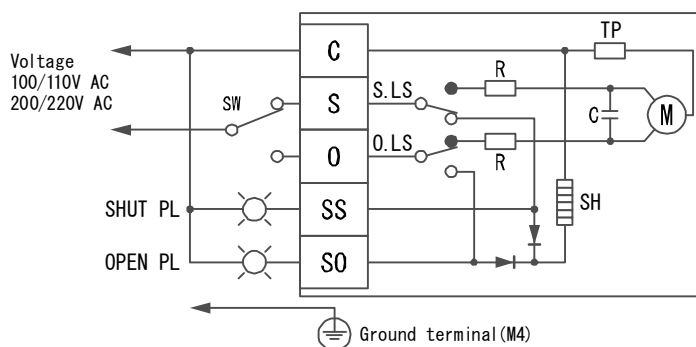 Voltage
100/110V AC
200/220V AC
C
TP
R
SW
S
S.LS
C
M
O
O.LS
R
SHUT PL
SS
SH
OPEN PL
SO
Ground terminal(M4)